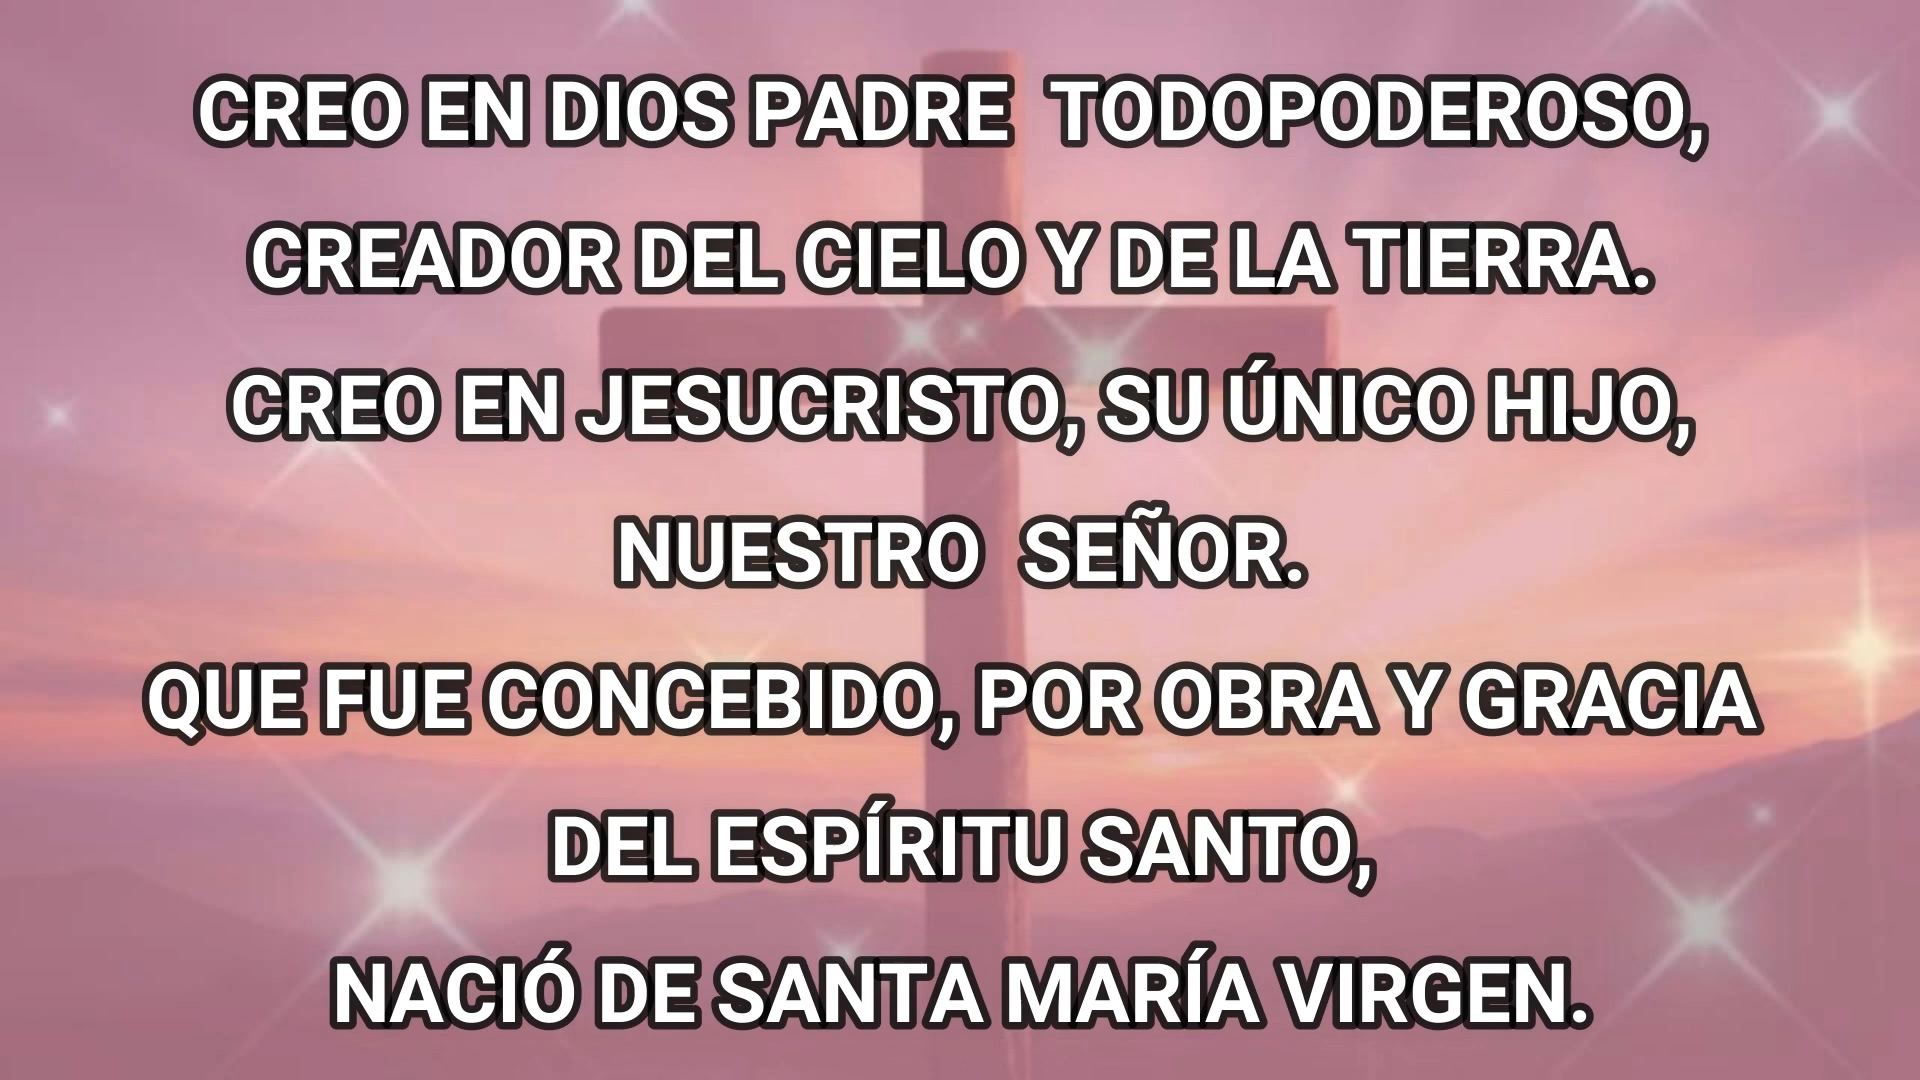 CREO EN DIOS PADRE TODOPODEROSO,
CREADOR DEL CIELO Y DE LA TIERRA.
CREO EN JESUCRISTO, SU ÚNICO HIJO,
NUESTRO SEÑOR.
QUE FUE CONCEBIDO, POR OBRA Y GRACIA
DEL ESPÍRITU SANTO,
NACIÓ DE SANTA MARÍA VIRGEN.